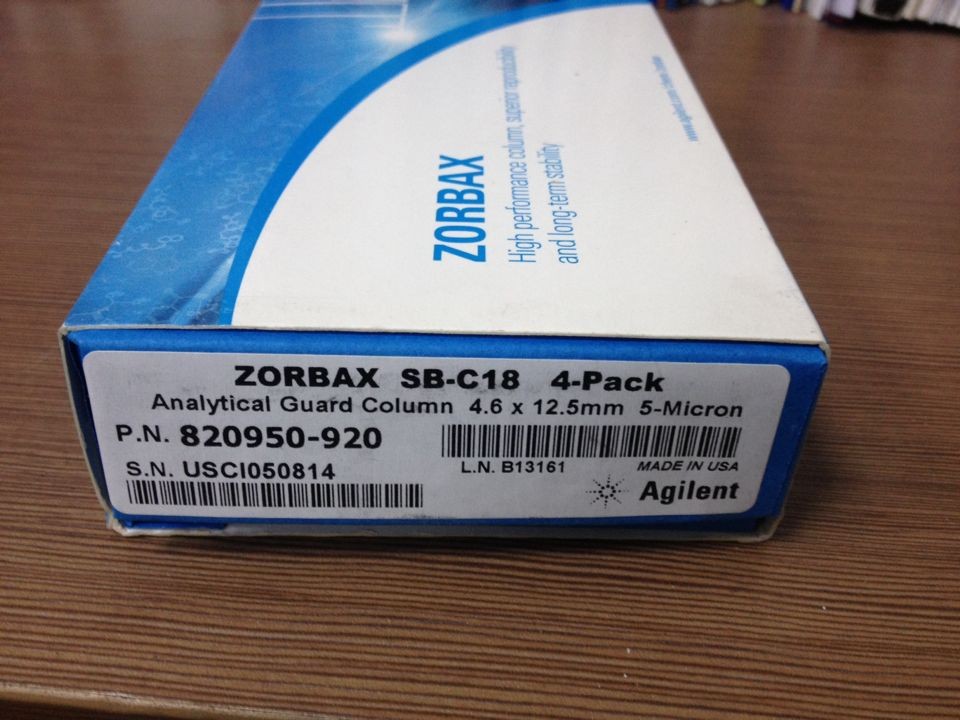 ZORBAX
High performance column, superior reproducibility
and long-term stability
ZORBAX SB-C18 4-Pack
Analytical Guard Column 4.6 x 12.5mm 5-Micron
P.N. 820950-920
S.N. USCI050814
L.N. B13161
MADE IN USA
Agilent